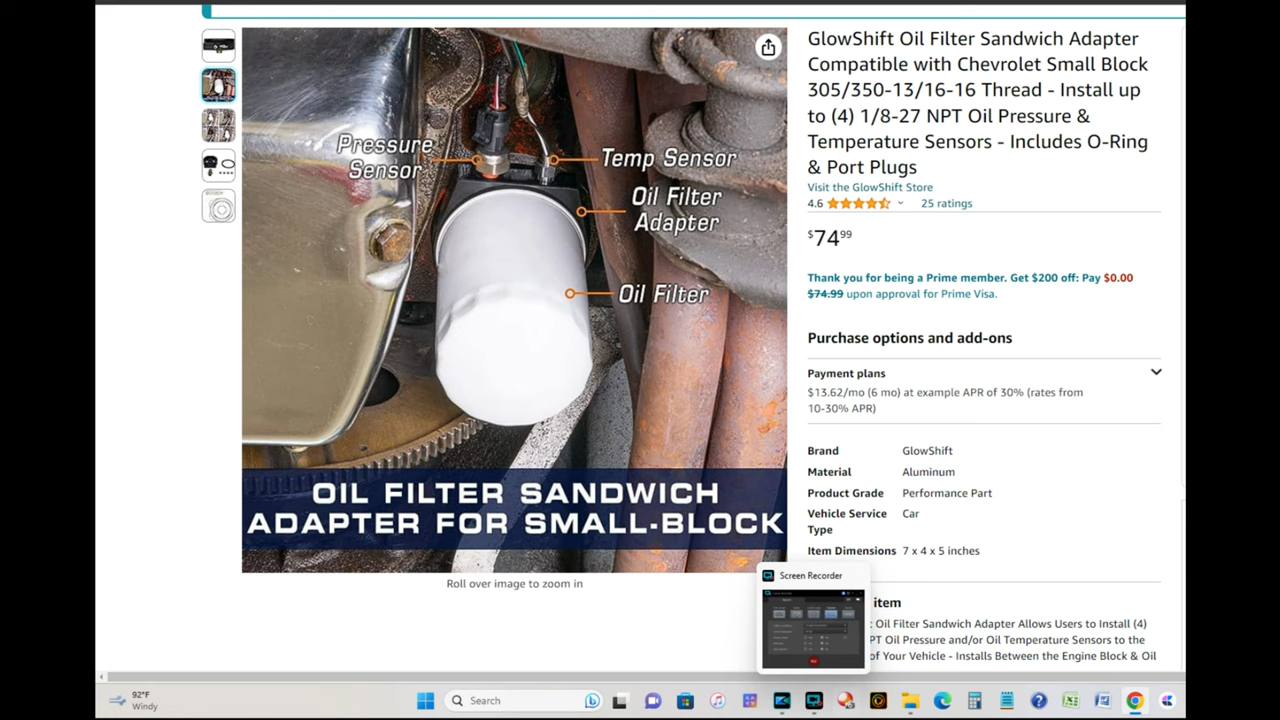 GlowShift Oil Filter Sandwich Adapter
Compatible with Chevrolet Small Block
305/350-13/16-16 Thread - Install up
to (4) 1/8-27 NPT Oil Pressure &
Temperature Sensors - Includes O-Ring
& Port Plugs
Visit the GlowShift Store
4.6
25 ratings
$74 99
Thank you for being a Prime member. Get $200 off: Pay $0.00
$74.99 upon approval for Prime Visa.
Purchase options and add-ons
Payment plans
$13.62/mo (6 mo) at example APR of 30% (rates from
10-30% APR)
Brand GlowShift
Material Aluminum
Product Grade Performance Part
Vehicle Service Car
Type
Item Dimensions 7 x 4 x 5 inches
item
Oil Filter Sandwich Adapter Allows Users to Install (4)
PT Oil Pressure and/or Oil Temperature Sensors to the
of Your Vehicle - Installs Between the Engine Block & Oil
Pressure
Sensor
Temp Sensor
Oil Filter
Adapter
Oil Filter
OIL FILTER SANDWICH
ADAPTER FOR SMALL-BLOCK
Roll over image to zoom in
Screen Recorder
92°F
Windy
Search